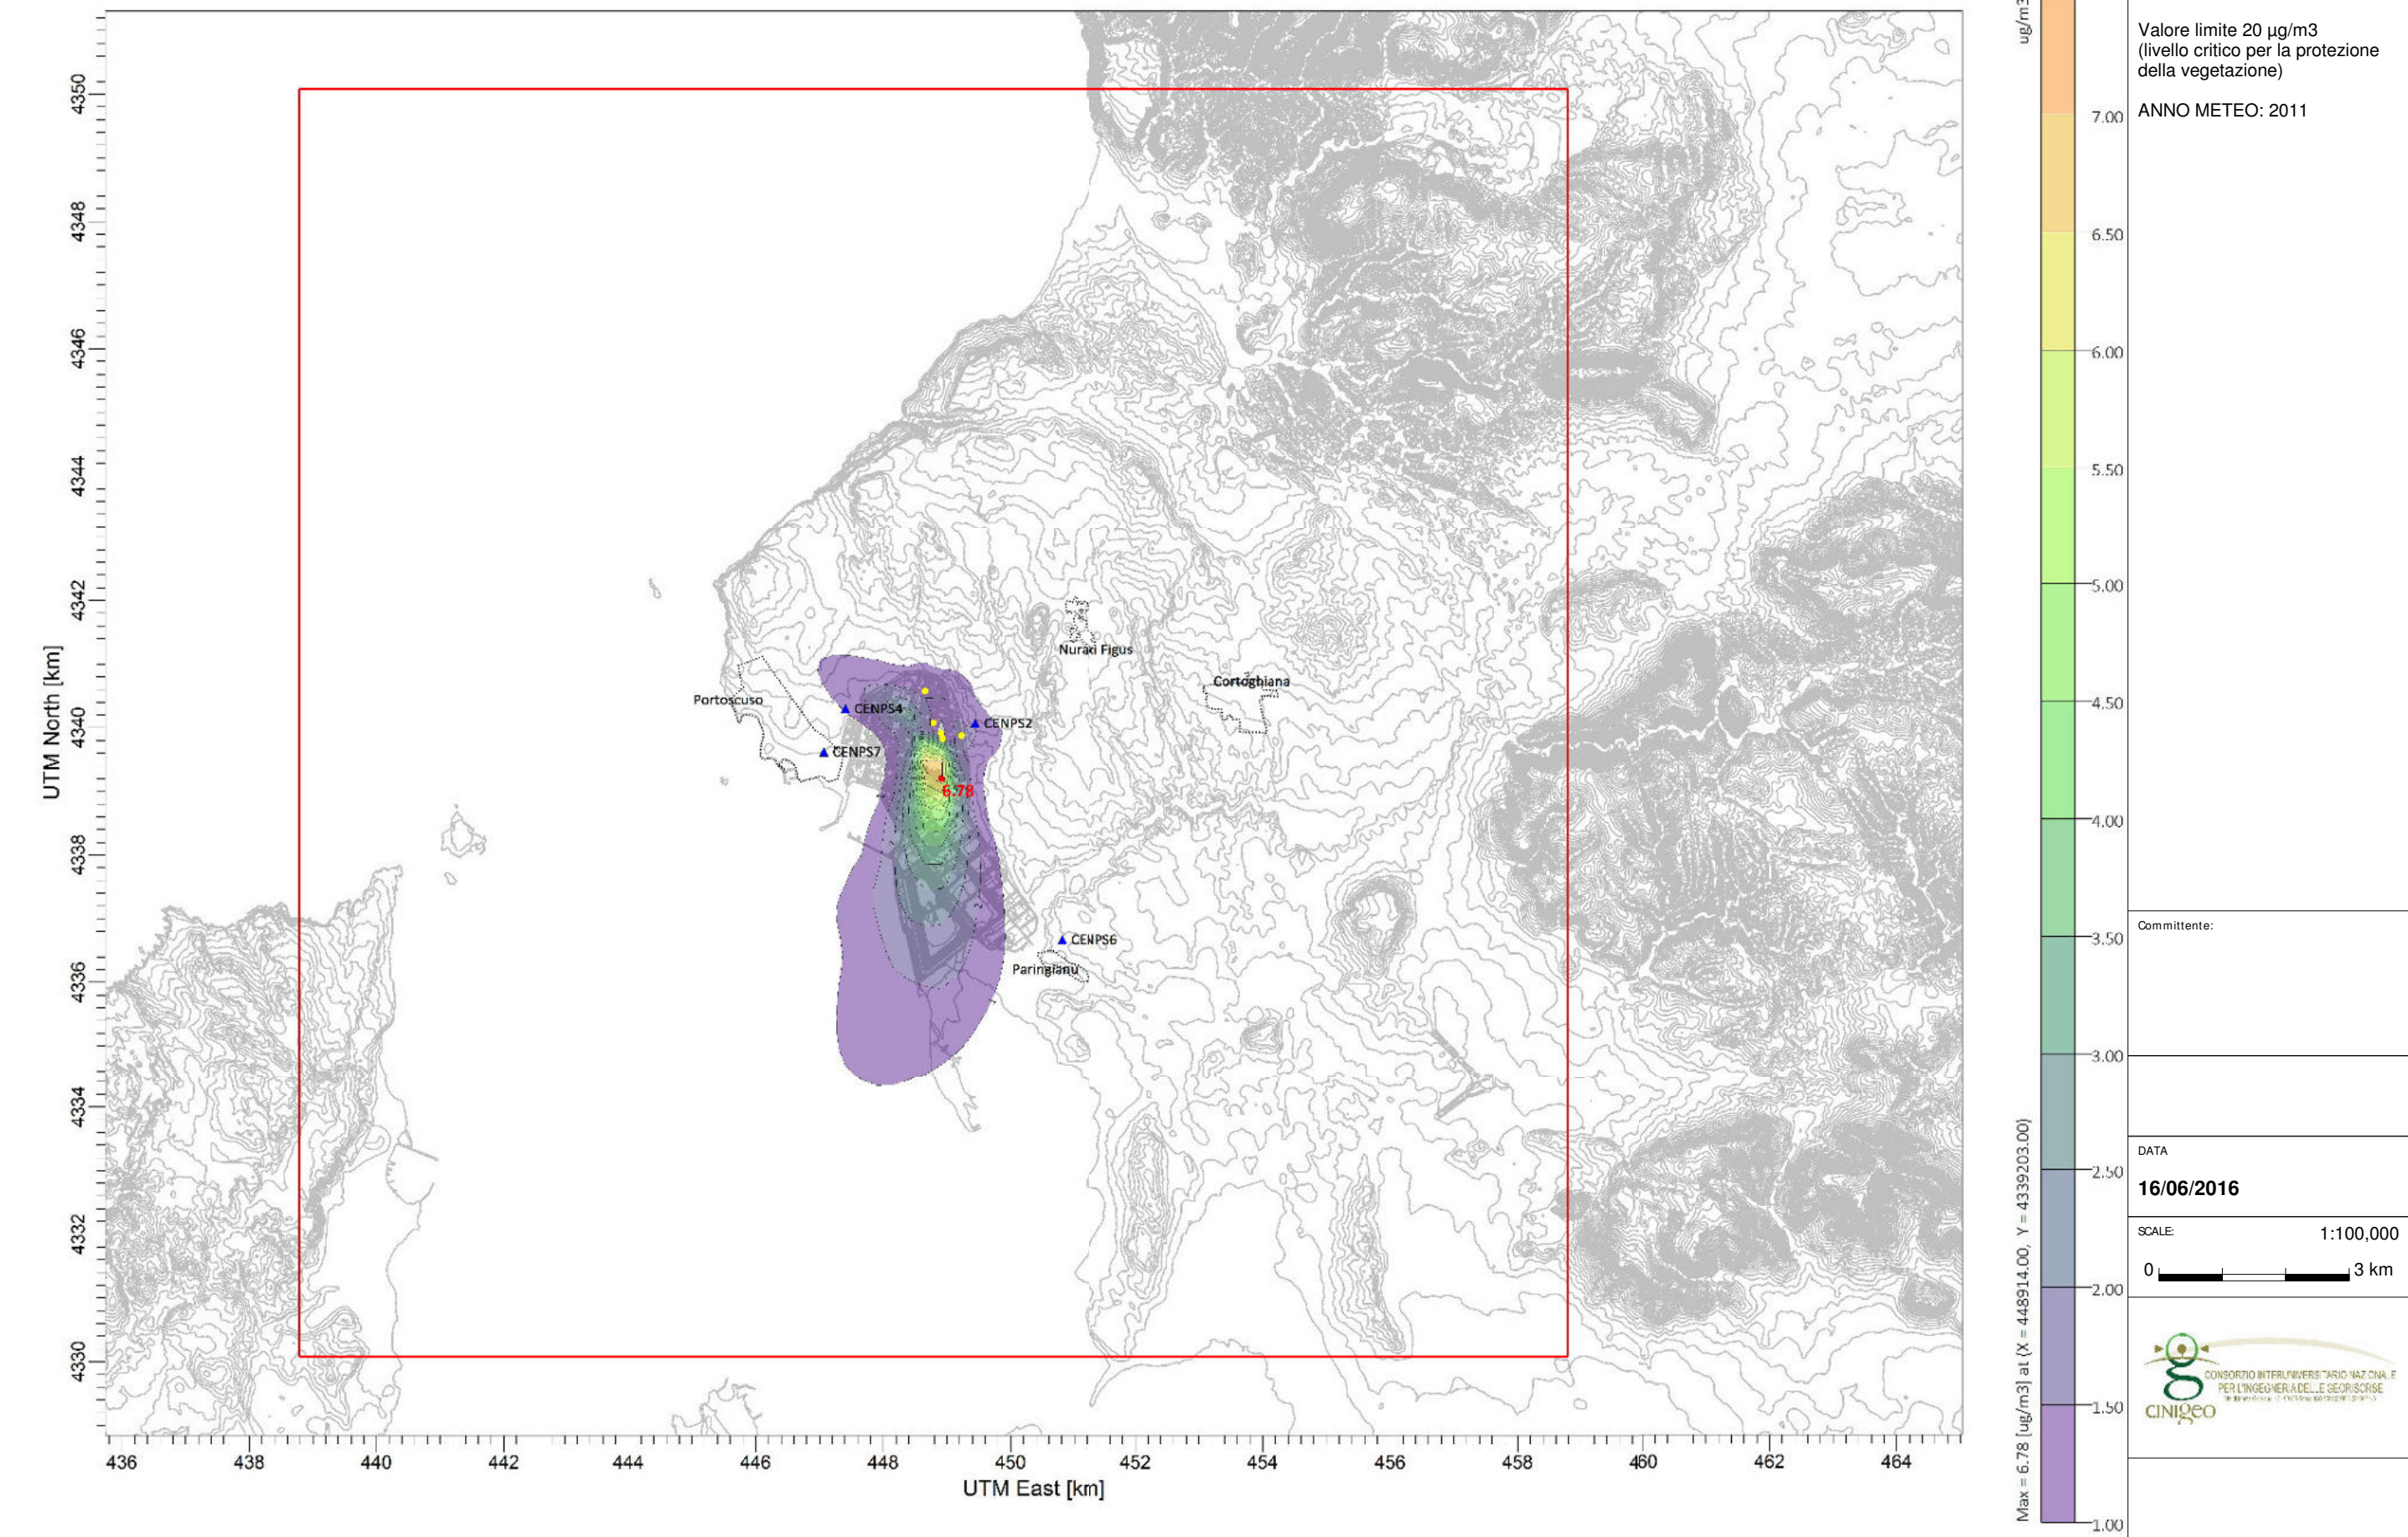 ug/m3
Valore limite 20 µg/m3
(livello critico per la protezione
della vegetazione)
ANNO METEO: 2011
7.00
6.50
6.00
5.50
5.00
4.50
4.00
3.50
3.00
2.50
2.00
1.50
1.00
Max = 6.78 [ug/m3] at (X = 448914.00, Y = 4339203.00)
UTM North [km]
4350
4348
4346
4344
4342
4340
4338
4336
4334
4332
4330
Nuraxi Figus
Cortoghiana
Portoscuso
CENPS4
CENPS2
CENPS7
6.78
CENPS6
Paringianu
2
436
438
440
442
444
446
448
450
452
454
456
458
460
462
464
UTM East [km]
Committente:
DATA
16/06/2016
SCALE:
1:100,000
0
3 km
CONSORZIO INTERUNIVERSITARIO NAZIONALE
PER L'INGEGNERIA DELLE GEORISORSE
CINIGEO